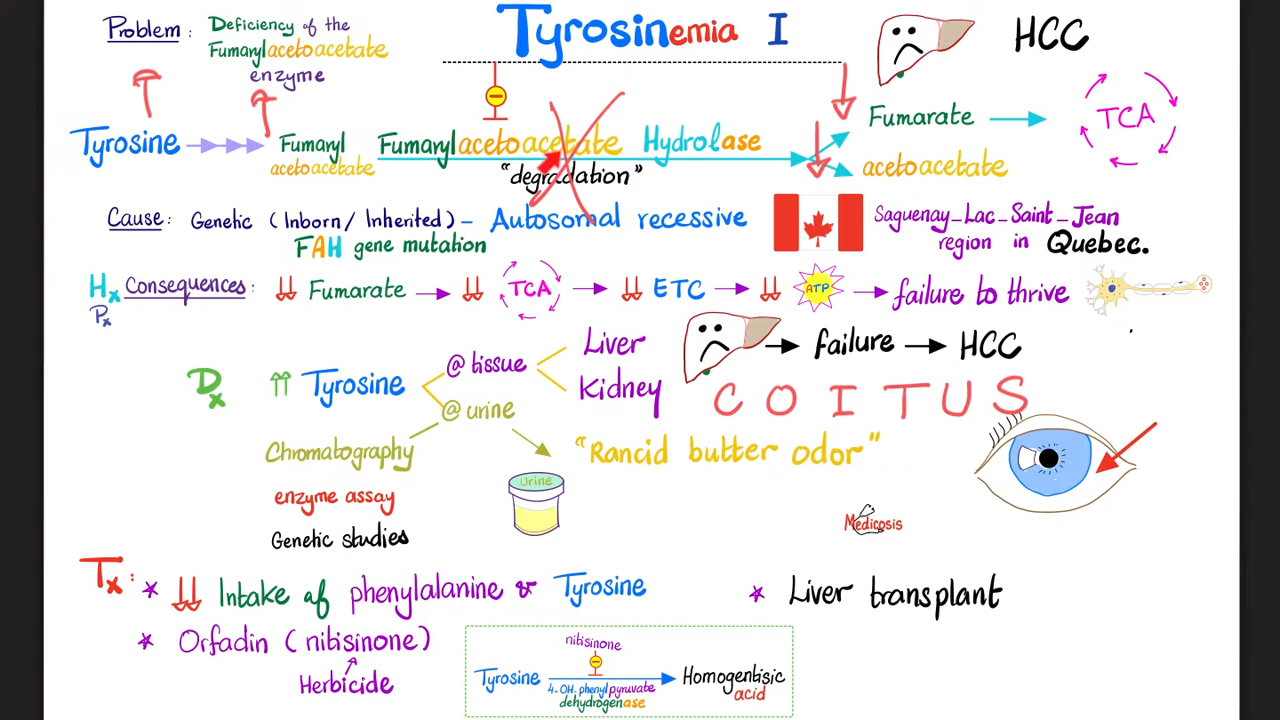 Tyrosinemia I
Problem: Deficiency of the
Fumarylacetoacetate
enzyme
HCC
Tyrosine
Fumaryl
acetoacetate
Fumarylacetoacetate Hydrolase
"degradation"
Fumarate
acetoacetate
TCA
Cause: Genetic (Inborn/Inherited) - Autosomal recessive
FAH gene mutation
Saguenay-Lac-Saint-Jean
region in Quebec.
Hx Consequences:
Px
Fumarate
TCA
ETC
ATP
failure to thrive
Dx
Tyrosine
@ tissue
Liver
Kidney
failure
HCC
COITUS
@ urine
Chromatography
"Rancid butter odor"
Urine
enzyme assay
Genetic studies
Medicosis
Tx:
* Intake of phenylalanine & Tyrosine
* Liver transplant
* Orfadin (nitisinone)
Herbicide
nitisinone
Tyrosine
4-OH-phenylpyruvate
dehydrogenase
Homogentisic
acid